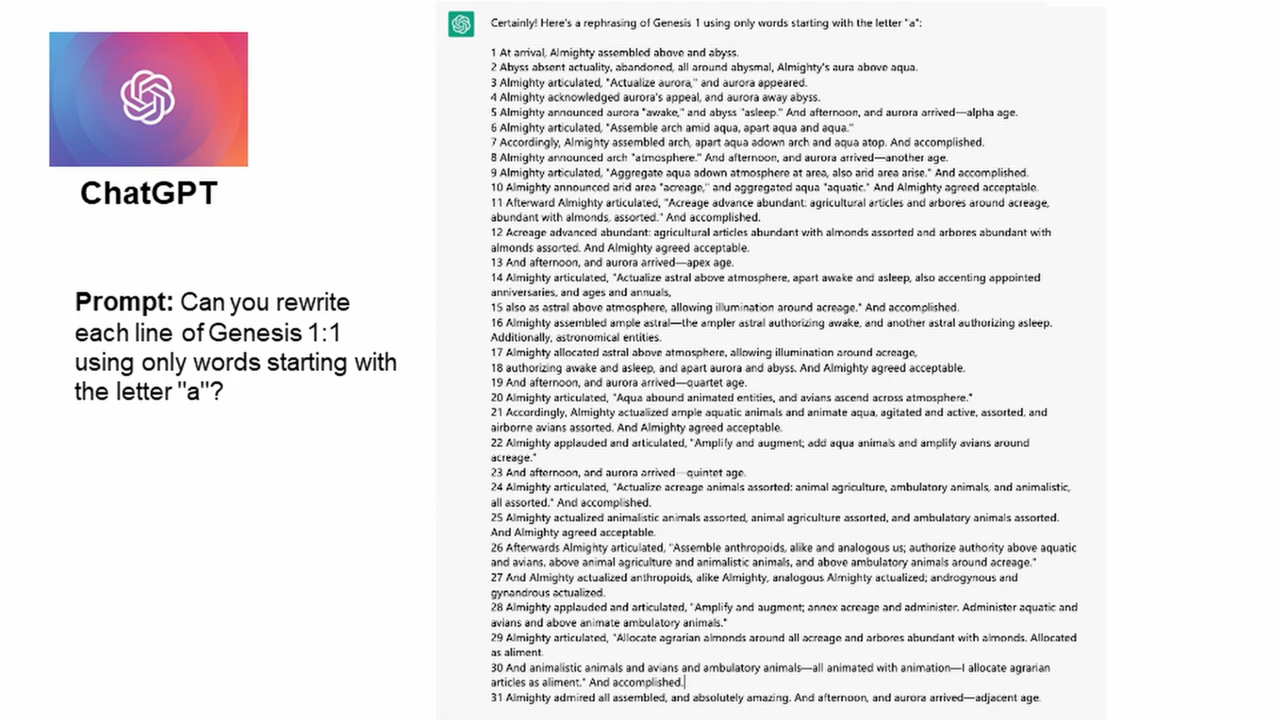 ChatGPT
Prompt: Can you rewrite
each line of Genesis 1:1
using only words starting with
the letter "a"?
Certainly! Here's a rephrasing of Genesis 1 using only words starting with the letter "a":
1 At arrival, Almighty assembled above and abyss.
2 Abyss absent actuality, abandoned, all around abysmal, Almighty's aura above aqua.
3 Almighty articulated, "Actualize aurora," and aurora appeared.
4 Almighty acknowledged aurora's appeal, and aurora away abyss.
5 Almighty announced aurora "awake," and abyss "asleep." And afternoon, and aurora arrived—alpha age.
6 Almighty articulated, "Assemble arch amid aqua, apart aqua and aqua."
7 Accordingly, Almighty assembled arch, apart aqua adown arch and aqua atop. And accomplished.
8 Almighty announced arch "atmosphere." And afternoon, and aurora arrived—another age.
9 Almighty articulated, "Aggregate aqua adown atmosphere at area, also arid area arise." And accomplished.
10 Almighty announced arid area "acreage," and aggregated aqua "aquatic." And Almighty agreed acceptable.
11 Afterward Almighty articulated, "Acreage advance abundant: agricultural articles and arbores around acreage,
abundant with almonds, assorted." And accomplished.
12 Acreage advanced abundant: agricultural articles abundant with almonds assorted and arbores abundant with
almonds assorted. And Almighty agreed acceptable.
13 And afternoon, and aurora arrived—apex age.
14 Almighty articulated, "Actualize astral above atmosphere, apart awake and asleep, also accenting appointed
anniversaries, and ages and annuals,
15 also as astral above atmosphere, allowing illumination around acreage." And accomplished.
16 Almighty assembled ample astral—the ampler astral authorizing awake, and another astral authorizing asleep.
Additionally, astronomical entities.
17 Almighty allocated astral above atmosphere, allowing illumination around acreage,
18 authorizing awake and asleep, and apart aurora and abyss. And Almighty agreed acceptable.
19 And afternoon, and aurora arrived—quartet age.
20 Almighty articulated, "Aqua abound animated entities, and avians ascend across atmosphere."
21 Accordingly, Almighty actualized ample aquatic animals and animate aqua, agitated and active, assorted, and
airborne avians assorted. And Almighty agreed acceptable.
22 Almighty applauded and articulated, "Amplify and augment; add aqua animals and amplify avians around
acreage."
23 And afternoon, and aurora arrived—quintet age.
24 Almighty articulated, "Actualize acreage animals assorted: animal agriculture, ambulatory animals, and animalistic,
all assorted." And accomplished.
25 Almighty actualized animalistic animals assorted, animal agriculture assorted, and ambulatory animals assorted.
And Almighty agreed acceptable.
26 Afterwards Almighty articulated, "Assemble anthropoids, alike and analogous us; authorize authority above aquatic
and avians, above animal agriculture and animalistic animals, and above ambulatory animals around acreage."
27 And Almighty actualized anthropoids, alike Almighty, analogous Almighty actualized; androgynous and
gynandrous actualized.
28 Almighty applauded and articulated, "Amplify and augment; annex acreage and administer. Administer aquatic and
avians and above animate ambulatory animals."
29 Almighty articulated, "Allocate agrarian almonds around all acreage and arbores abundant with almonds. Allocated
as aliment.
30 And animalistic animals and avians and ambulatory animals—all animated with animation—I allocate agrarian
articles as aliment." And accomplished.
31 Almighty admired all assembled, and absolutely amazing. And afternoon, and aurora arrived—adjacent age.